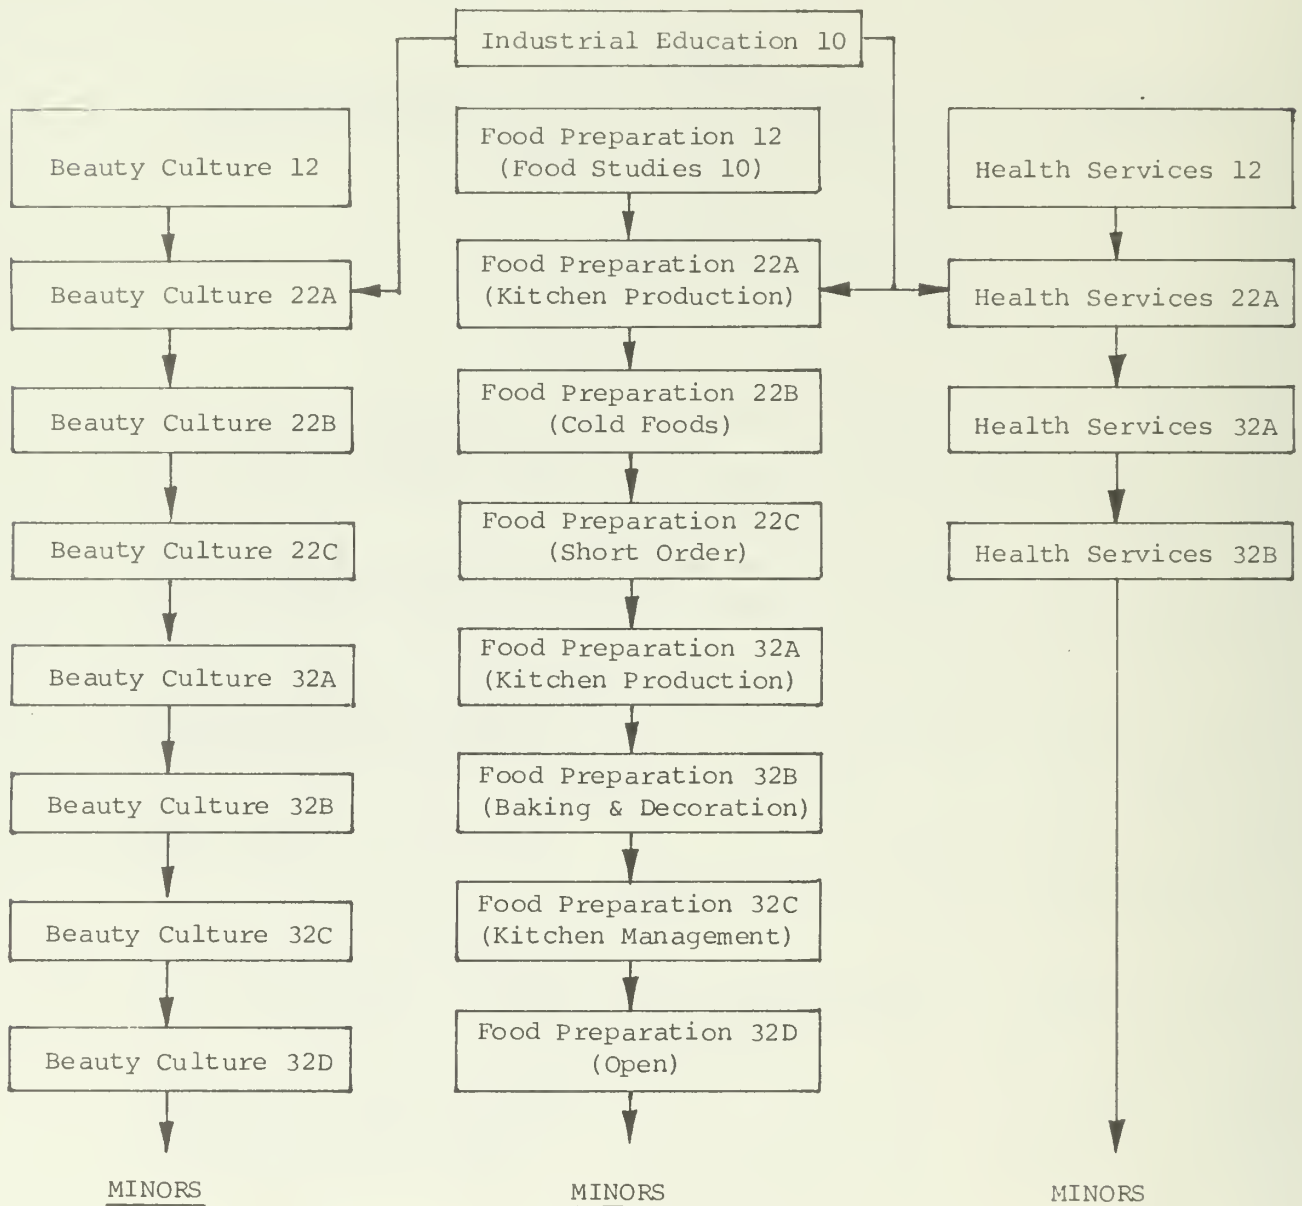 Industrial Education 10
Beauty Culture 12
Beauty Culture 22A
Beauty Culture 22B
Beauty Culture 22C
Beauty Culture 32A
Beauty Culture 32B
Beauty Culture 32C
Beauty Culture 32D
MINORS
Food Preparation 12
(Food Studies 10)
Food Preparation 22A
(Kitchen Production)
Food Preparation 22B
(Cold Foods)
Food Preparation 22C
(Short Order)
Food Preparation 32A
(Kitchen Production)
Food Preparation 32B
(Baking & Decoration)
Food Preparation 32C
(Kitchen Management)
Food Preparation 32D
(Open)
MINORS
Health Services 12
Health Services 22A
Health Services 32A
Health Services 32B
MINORS